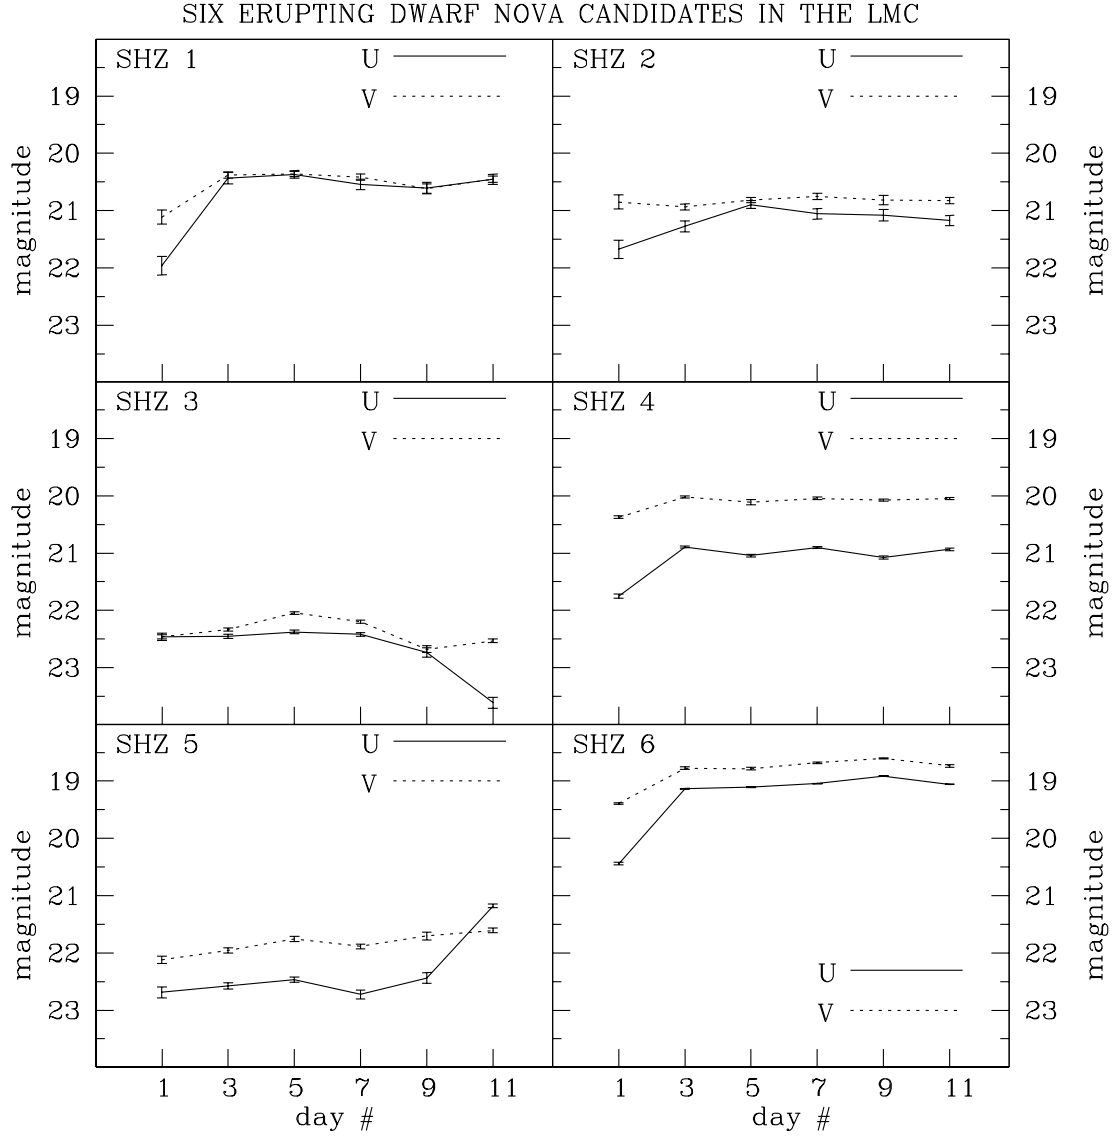 SIX ERUPTING DWARF NOVA CANDIDATES IN THE LMC
SHZ 1
U
V
SHZ 2
U
V
19
20
21
22
23
magnitude
19
20
21
22
23
magnitude
SHZ 3
U
V
SHZ 4
U
V
19
20
21
22
23
magnitude
19
20
21
22
23
magnitude
SHZ 5
U
V
SHZ 6
U
V
19
20
21
22
23
magnitude
19
20
21
22
23
magnitude
1 3 5 7 9 11
day #
1 3 5 7 9 11
day #